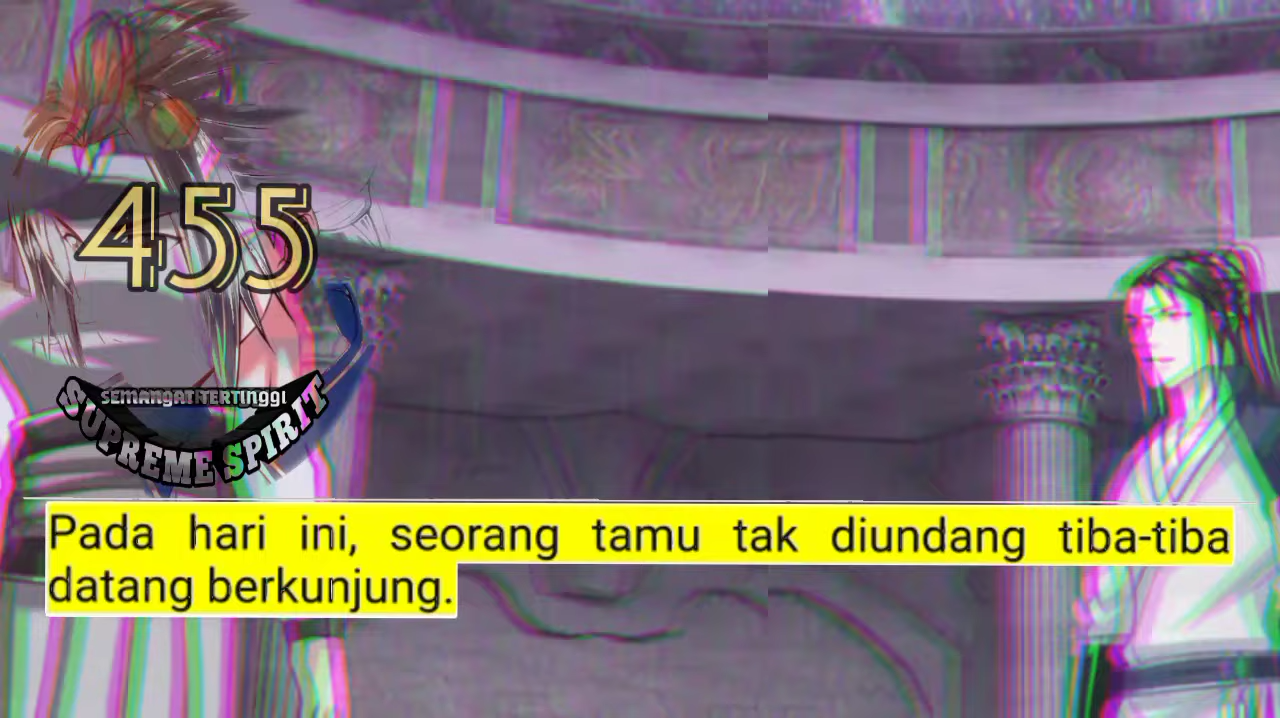 455
SEMANGAT TERTINGGI
SUPREME SPIRIT
Pada hari ini, seorang tamu tak diundang tiba-tiba
datang berkunjung.